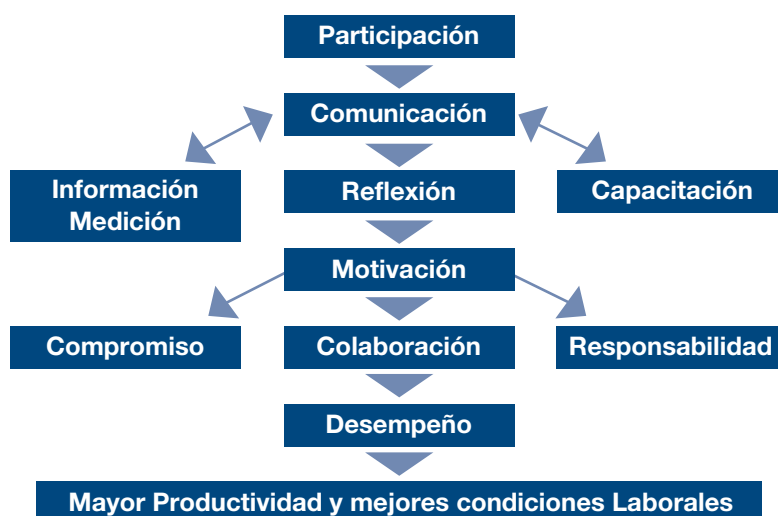 Participación
Comunicación
Información
Medición
Reflexión
Capacitación
Motivación
Compromiso
Colaboración
Responsabilidad
Desempeño
Mayor Productividad y mejores condiciones Laborales